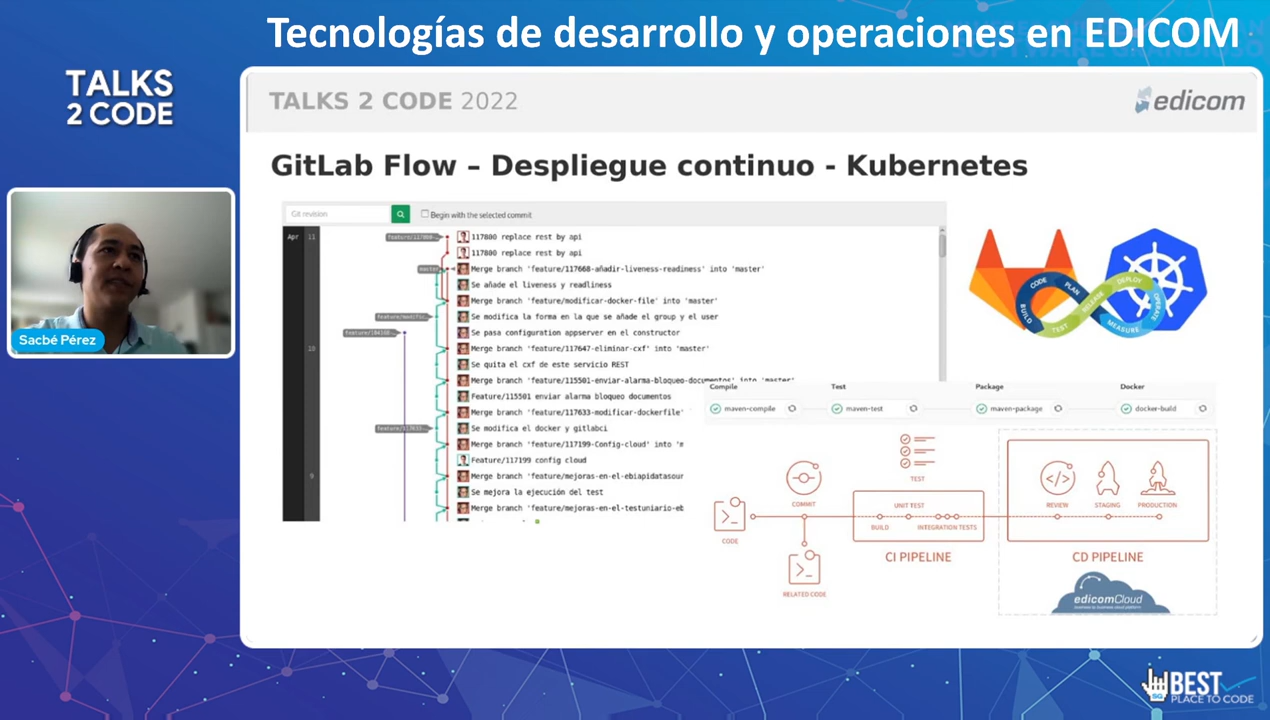 Tecnologías de desarrollo y operaciones en EDICOM
TALKS
2 CODE
TALKS 2 CODE 2022
edicom
GitLab Flow – Despliegue continuo - Kubernetes
Git revision
Begin with the selected commit
Apr 11
117800 replace rest by api
117800 replace rest by api
master
Merge branch 'feature/117668-añadir-liveness-readiness' into 'master'
Se añade el liveness y readliness
Merge branch 'feature/modificar-docker-file' into 'master'
Se modifica la forma en la que se añade el group y el user
Se pasa configuration appserver en el constructor
10
Merge branch 'feature/117647-eliminar-cxf' into 'master'
Se quita el cxf de este servicio REST
Merge branch 'feature/115501-enviar-alarma-bloqueo-documentos' into 'master'
Feature/115501 enviar alarma bloqueo documentos
Merge branch 'feature/117633-modificar-dockerfile'
Se modifica el docker y gitlabci
Merge branch 'feature/117199-Config-cloud' into 'm
Feature/117199 config cloud
9
Merge branch 'feature/mejoras-en-el-ebiapidatasour
Se mejora la ejecución del test
Merge branch 'feature/mejoras-en-el-testuniario-eb
CODE
PLAN
BUILD
TEST
RELEASE
DEPLOY
OPERATE
MEASURE
Compile
Test
Package
Docker
maven-compile
maven-test
maven-package
docker-build
CODE
COMMIT
RELATED CODE
TEST
UNIT TEST
BUILD
INTEGRATION TESTS
CI PIPELINE
REVIEW
STAGING
PRODUCTION
CD PIPELINE
edicomCloud
business to business cloud platform
Sacbé Pérez
SG
BEST
PLACE TO CODE